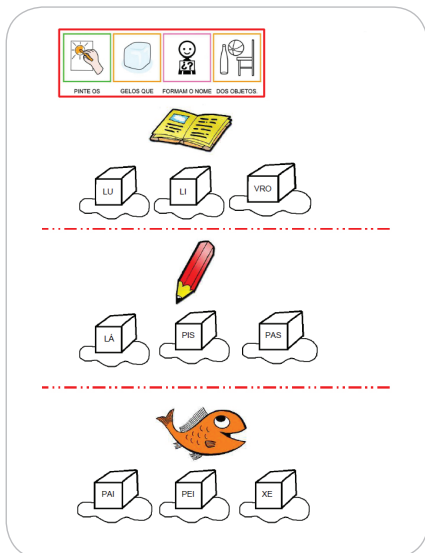 PINTE OS GELOS QUE FORMAM O NOME DOS OBJETOS.
LU LI VRO
LÁ PIS PAS
PAI PEI XE